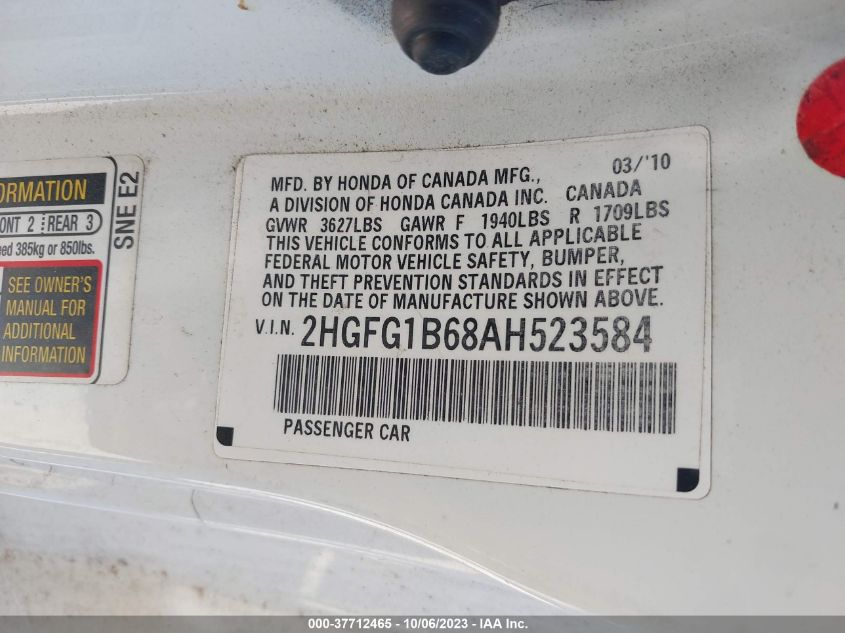 ORMATION
ONT 2 REAR 3
eed 385kg or 850lbs.
SEE OWNER'S
MANUAL FOR
ADDITIONAL
INFORMATION
SNE E2
03/'10
MFD. BY HONDA OF CANADA MFG.,
A DIVISION OF HONDA CANADA INC. CANADA
GVWR 3627LBS GAWR F 1940LBS R 1709LBS
THIS VEHICLE CONFORMS TO ALL APPLICABLE
FEDERAL MOTOR VEHICLE SAFETY, BUMPER,
AND THEFT PREVENTION STANDARDS IN EFFECT
ON THE DATE OF MANUFACTURE SHOWN ABOVE.
V.I.N. 2HGFG1B68AH523584
PASSENGER CAR
000-37712465 - 10/06/2023 - IAA Inc.